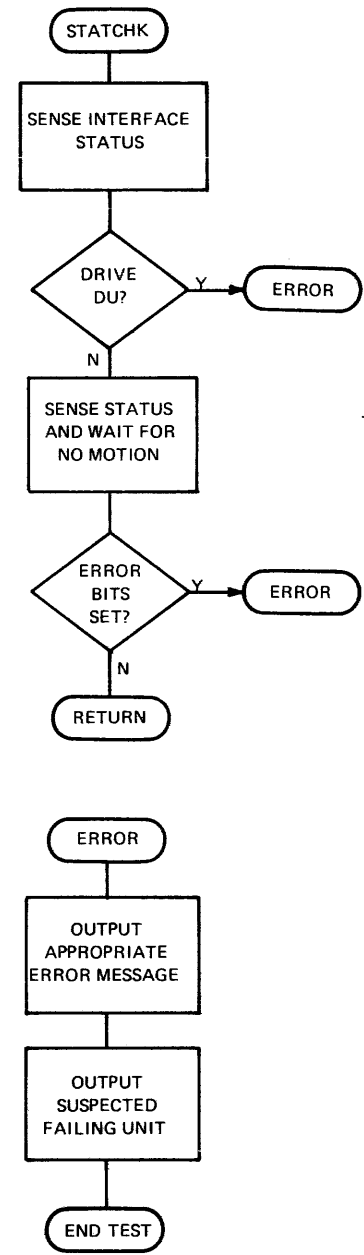 STATCHK
SENSE INTERFACE
STATUS
DRIVE
DU?
Y
ERROR
N
SENSE STATUS
AND WAIT FOR
NO MOTION
ERROR
BITS
SET?
Y
ERROR
N
RETURN
ERROR
OUTPUT
APPROPRIATE
ERROR MESSAGE
OUTPUT
SUSPECTED
FAILING UNIT
END TEST